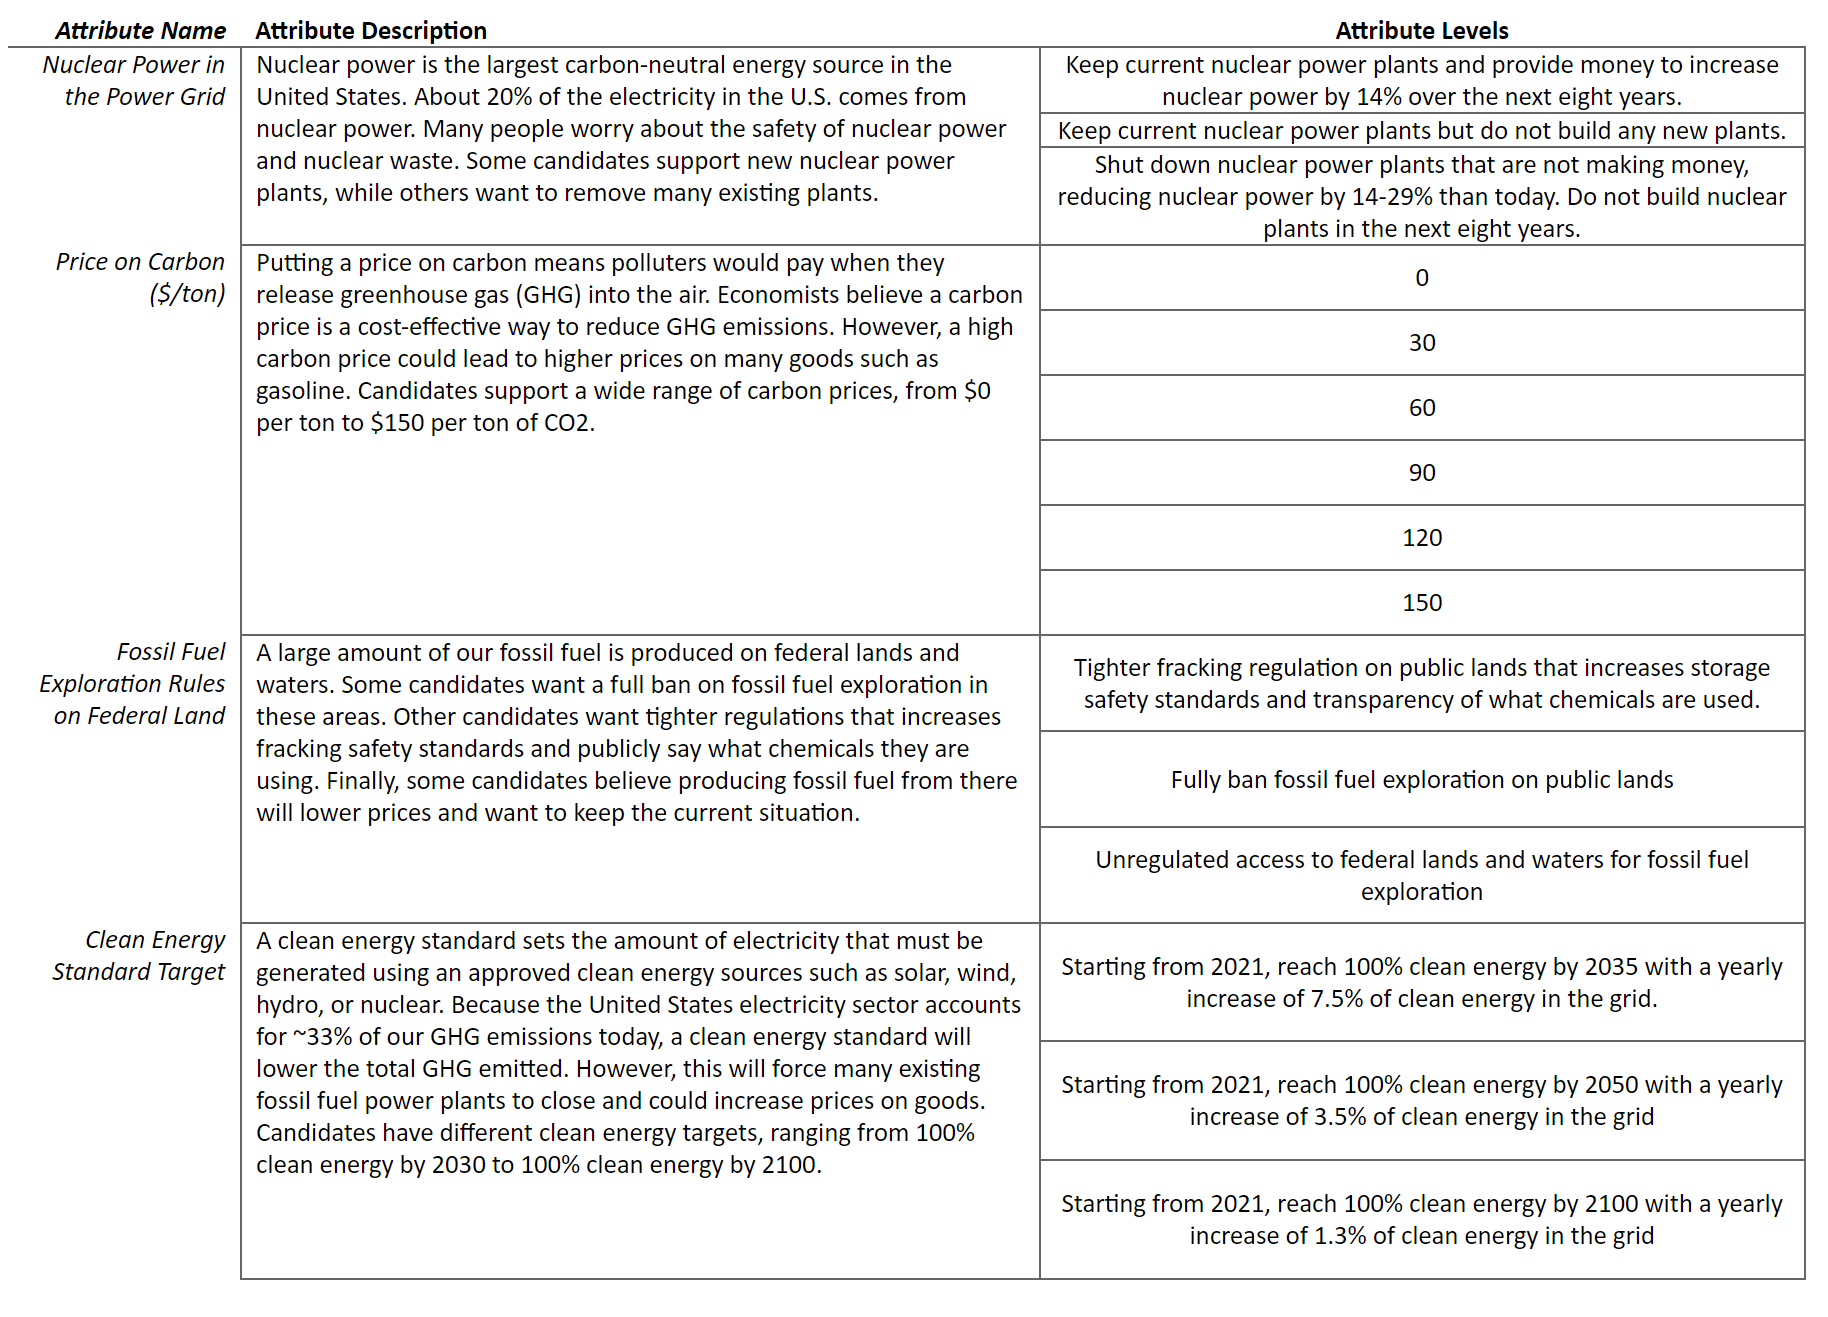 Attribute Name
Attribute Description
Attribute Levels
Nuclear Power in
the Power Grid
Nuclear power is the largest carbon-neutral energy source in the
United States. About 20% of the electricity in the U.S. comes from
nuclear power. Many people worry about the safety of nuclear power
and nuclear waste. Some candidates support new nuclear power
plants, while others want to remove many existing plants.
Keep current nuclear power plants and provide money to increase
nuclear power by 14% over the next eight years.
Keep current nuclear power plants but do not build any new plants.
Shut down nuclear power plants that are not making money,
reducing nuclear power by 14-29% than today. Do not build nuclear
plants in the next eight years.
Price on Carbon
($/ton)
Putting a price on carbon means polluters would pay when they
release greenhouse gas (GHG) into the air. Economists believe a carbon
price is a cost-effective way to reduce GHG emissions. However, a high
carbon price could lead to higher prices on many goods such as
gasoline. Candidates support a wide range of carbon prices, from $0
per ton to $150 per ton of CO2.
0
30
60
90
120
150
Fossil Fuel
Exploration Rules
on Federal Land
A large amount of our fossil fuel is produced on federal lands and
waters. Some candidates want a full ban on fossil fuel exploration in
these areas. Other candidates want tighter regulations that increases
fracking safety standards and publicly say what chemicals they are
using. Finally, some candidates believe producing fossil fuel from there
will lower prices and want to keep the current situation.
Tighter fracking regulation on public lands that increases storage
safety standards and transparency of what chemicals are used.
Fully ban fossil fuel exploration on public lands
Unregulated access to federal lands and waters for fossil fuel
exploration
Clean Energy
Standard Target
A clean energy standard sets the amount of electricity that must be
generated using an approved clean energy sources such as solar, wind,
hydro, or nuclear. Because the United States electricity sector accounts
for ~33% of our GHG emissions today, a clean energy standard will
lower the total GHG emitted. However, this will force many existing
fossil fuel power plants to close and could increase prices on goods.
Candidates have different clean energy targets, ranging from 100%
clean energy by 2030 to 100% clean energy by 2100.
Starting from 2021, reach 100% clean energy by 2035 with a yearly
increase of 7.5% of clean energy in the grid.
Starting from 2021, reach 100% clean energy by 2050 with a yearly
increase of 3.5% of clean energy in the grid
Starting from 2021, reach 100% clean energy by 2100 with a yearly
increase of 1.3% of clean energy in the grid